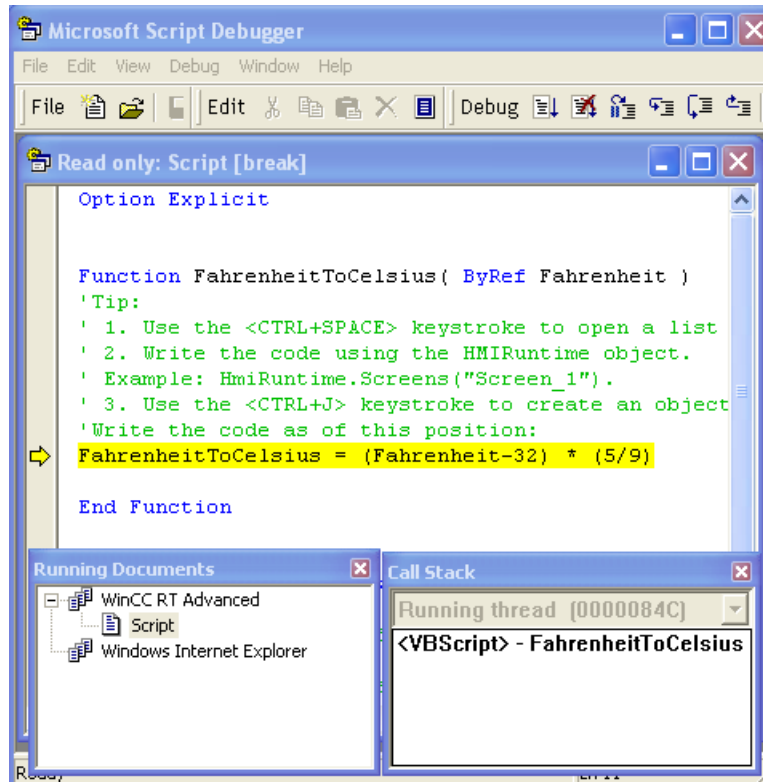 Microsoft Script Debugger
File Edit View Debug Window Help
File Edit Debug
Read only: Script [break]
Option Explicit
Function FahrenheitToCelsius( ByRef Fahrenheit )
'Tip:
' 1. Use the <CTRL+SPACE> keystroke to open a list
' 2. Write the code using the HMIRuntime object.
' Example: HmiRuntime.Screens("Screen_1").
' 3. Use the <CTRL+J> keystroke to create an object
'Write the code as of this position:
FahrenheitToCelsius = (Fahrenheit-32) * (5/9)
End Function
Running Documents
WinCC RT Advanced
Script
Windows Internet Explorer
Call Stack
Running thread (0000084C)
<VBScript> - FahrenheitToCelsius